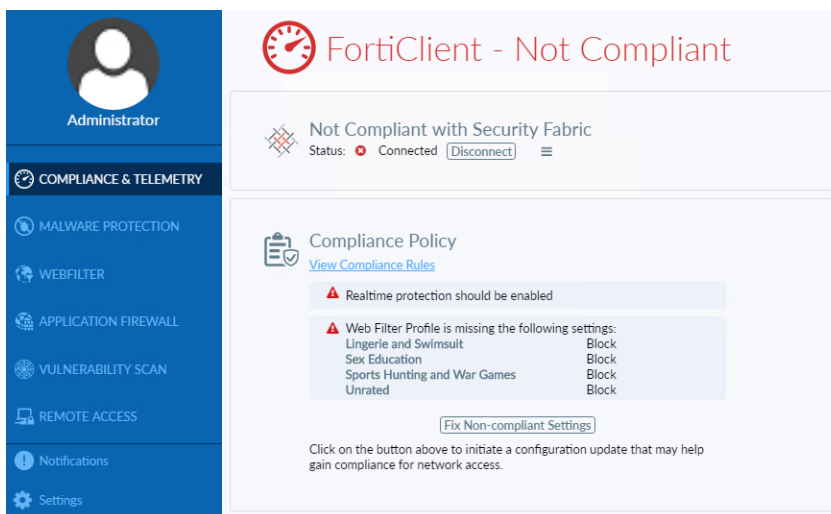 Administrator
COMPLIANCE & TELEMETRY
MALWARE PROTECTION
WEBFILTER
APPLICATION FIREWALL
VULNERABILITY SCAN
REMOTE ACCESS
Notifications
Settings
FortiClient - Not Compliant
Not Compliant with Security Fabric
Status: Connected Disconnect
Compliance Policy
View Compliance Rules
Realtime protection should be enabled
Web Filter Profile is missing the following settings:
Lingerie and Swimsuit Block
Sex Education Block
Sports Hunting and War Games Block
Unrated Block
Fix Non-compliant Settings
Click on the button above to initiate a configuration update that may help
gain compliance for network access.